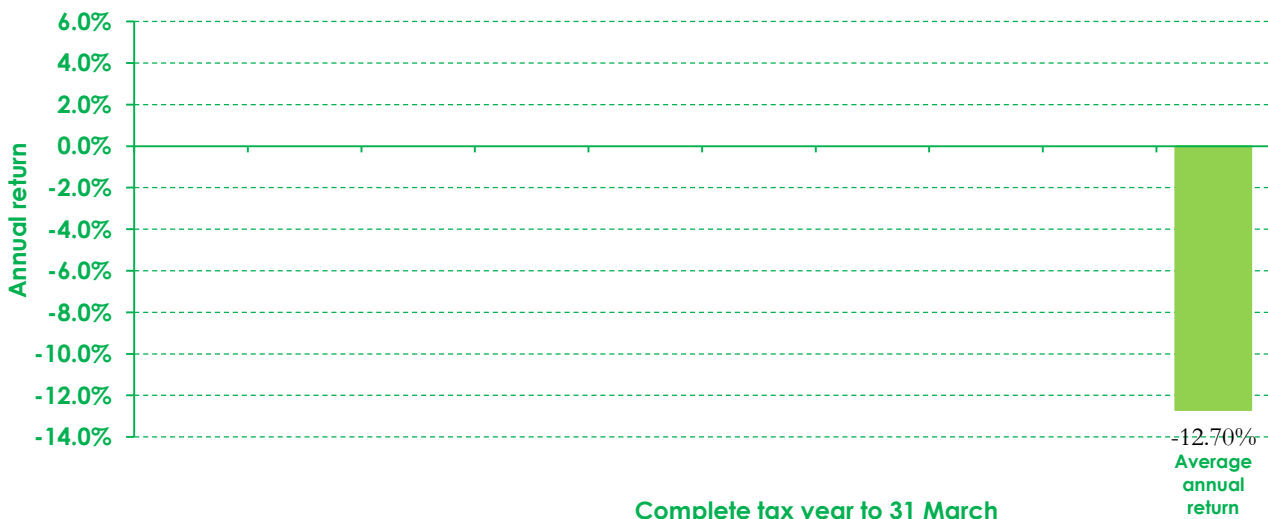 6.0%
4.0%
2.0%
0.0%
-2.0%
-4.0%
-6.0%
-8.0%
-10.0%
-12.0%
-14.0%
Annual return
-12.70%
Average
annual
return
Complete tax year to 31 March